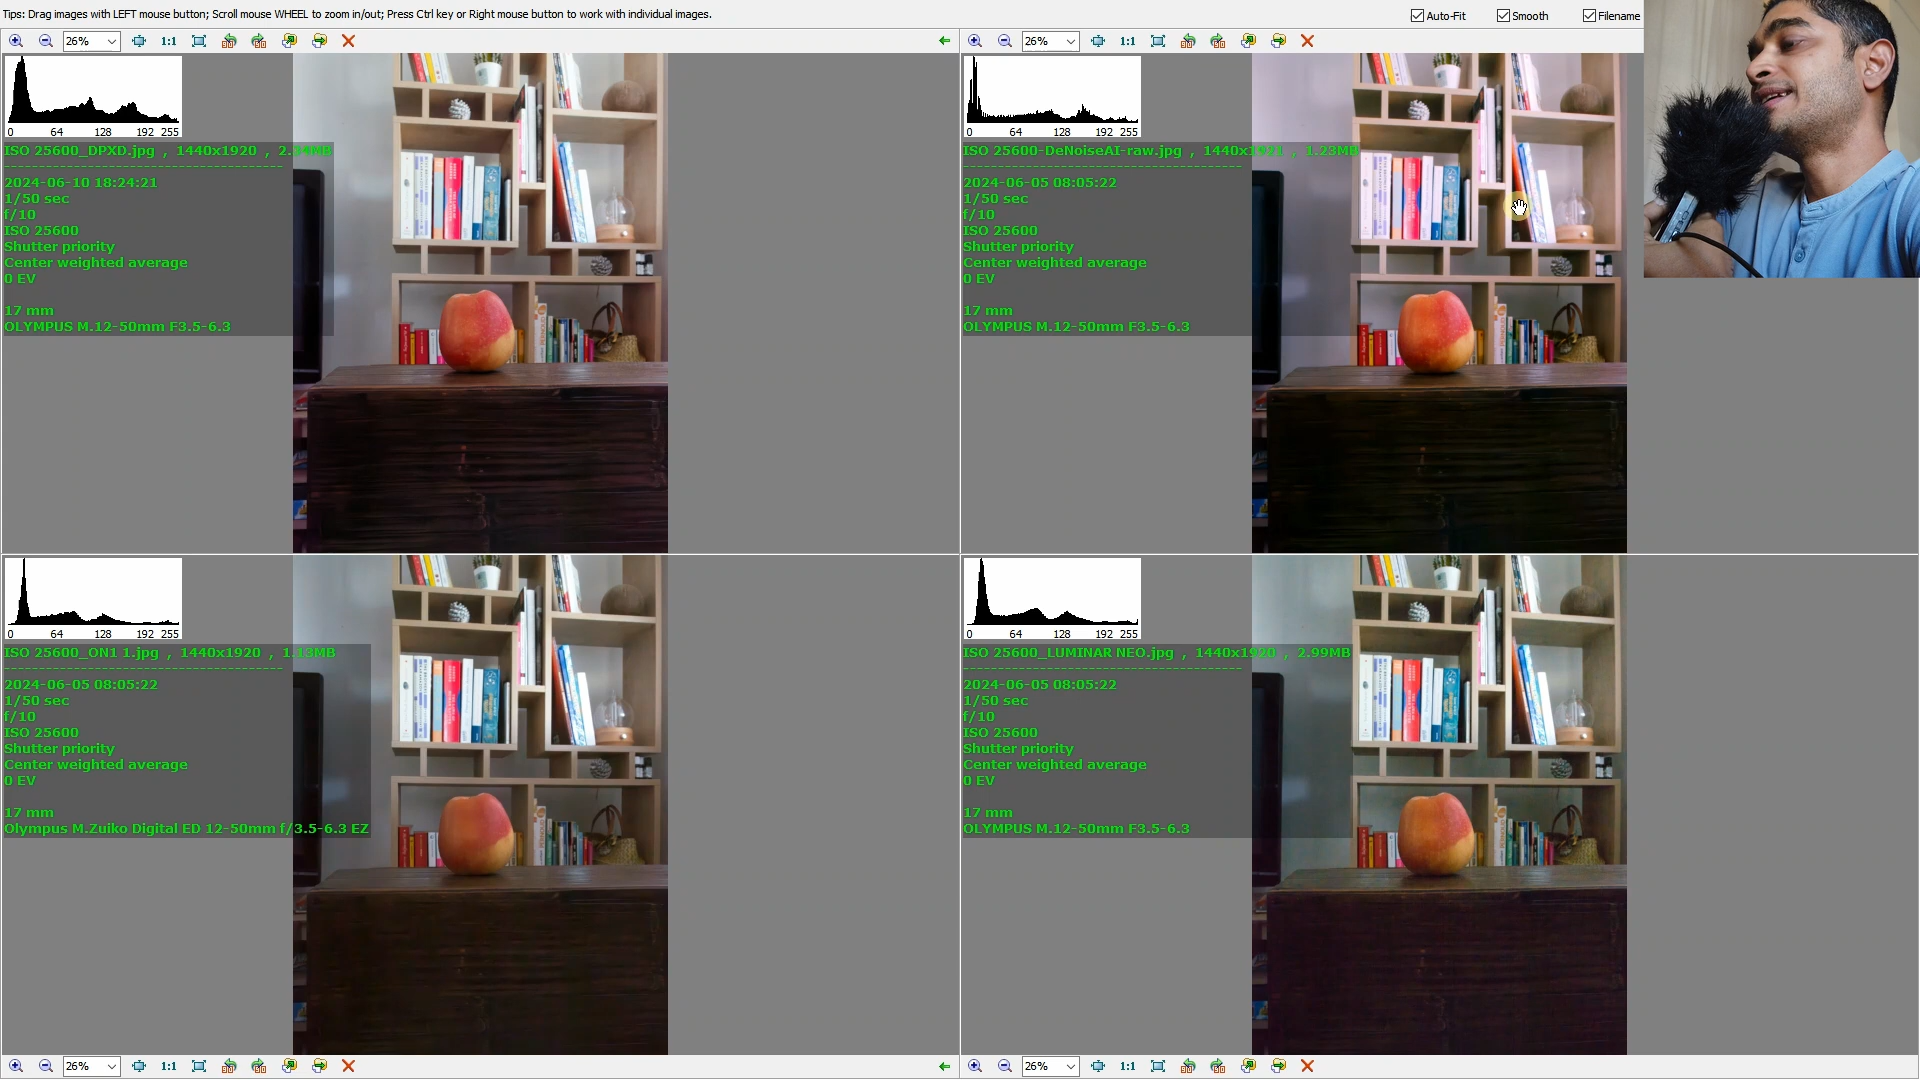 Tips: Drag images with LEFT mouse button; Scroll mouse WHEEL to zoom in/out; Press Ctrl key or Right mouse button to work with individual images.
Auto-Fit
Smooth
Filename
26%
1:1
0 64 128 192 255
ISO 25600_DPXD.jpg , 1440x1920 , 2.34MB
2024-06-10 18:24:21
1/50 sec
f/10
ISO 25600
Shutter priority
Center weighted average
0 EV
17 mm
OLYMPUS M.12-50mm F3.5-6.3
26%
1:1
0 64 128 192 255
ISO 25600-DeNoiseAI-raw.jpg , 1440x1921 , 1.23MB
2024-06-05 08:05:22
1/50 sec
f/10
ISO 25600
Shutter priority
Center weighted average
0 EV
17 mm
OLYMPUS M.12-50mm F3.5-6.3
0 64 128 192 255
ISO 25600_ON1 1.jpg , 1440x1920 , 1.13MB
2024-06-05 08:05:22
1/50 sec
f/10
ISO 25600
Shutter priority
Center weighted average
0 EV
17 mm
Olympus M.Zuiko Digital ED 12-50mm f/3.5-6.3 EZ
26%
1:1
0 64 128 192 255
ISO 25600_LUMINAR NEO.jpg , 1440x1920 , 2.99MB
2024-06-05 08:05:22
1/50 sec
f/10
ISO 25600
Shutter priority
Center weighted average
0 EV
17 mm
OLYMPUS M.12-50mm F3.5-6.3
26%
1:1